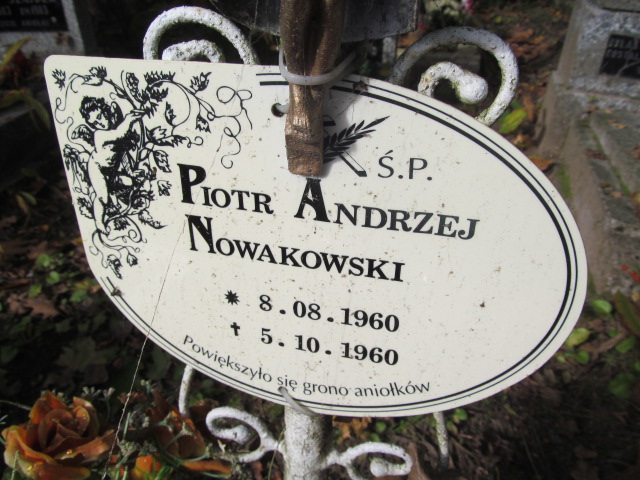 Ś.P.
PIOTR ANDRZEJ
NOWAKOWSKI
* 8.08.1960
✝ 5.10.1960
Powiększyło się grono aniołków